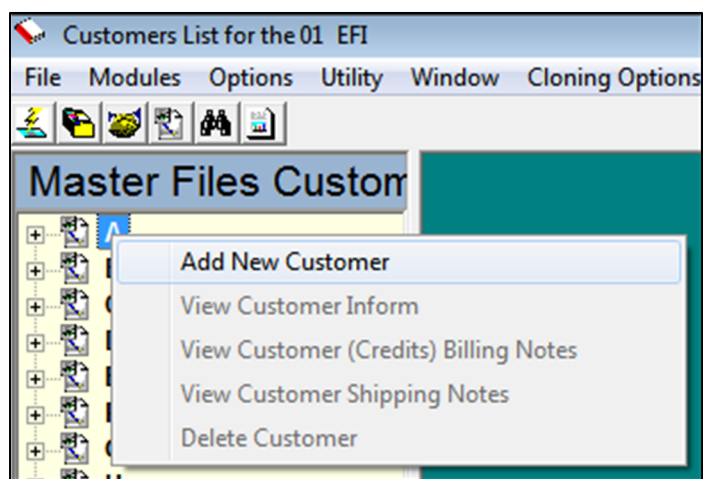 Customers List for the 01 EFI
File Modules Options Utility Window Cloning Options
Master Files Custom
A
Add New Customer
View Customer Inform
View Customer (Credits) Billing Notes
View Customer Shipping Notes
Delete Customer